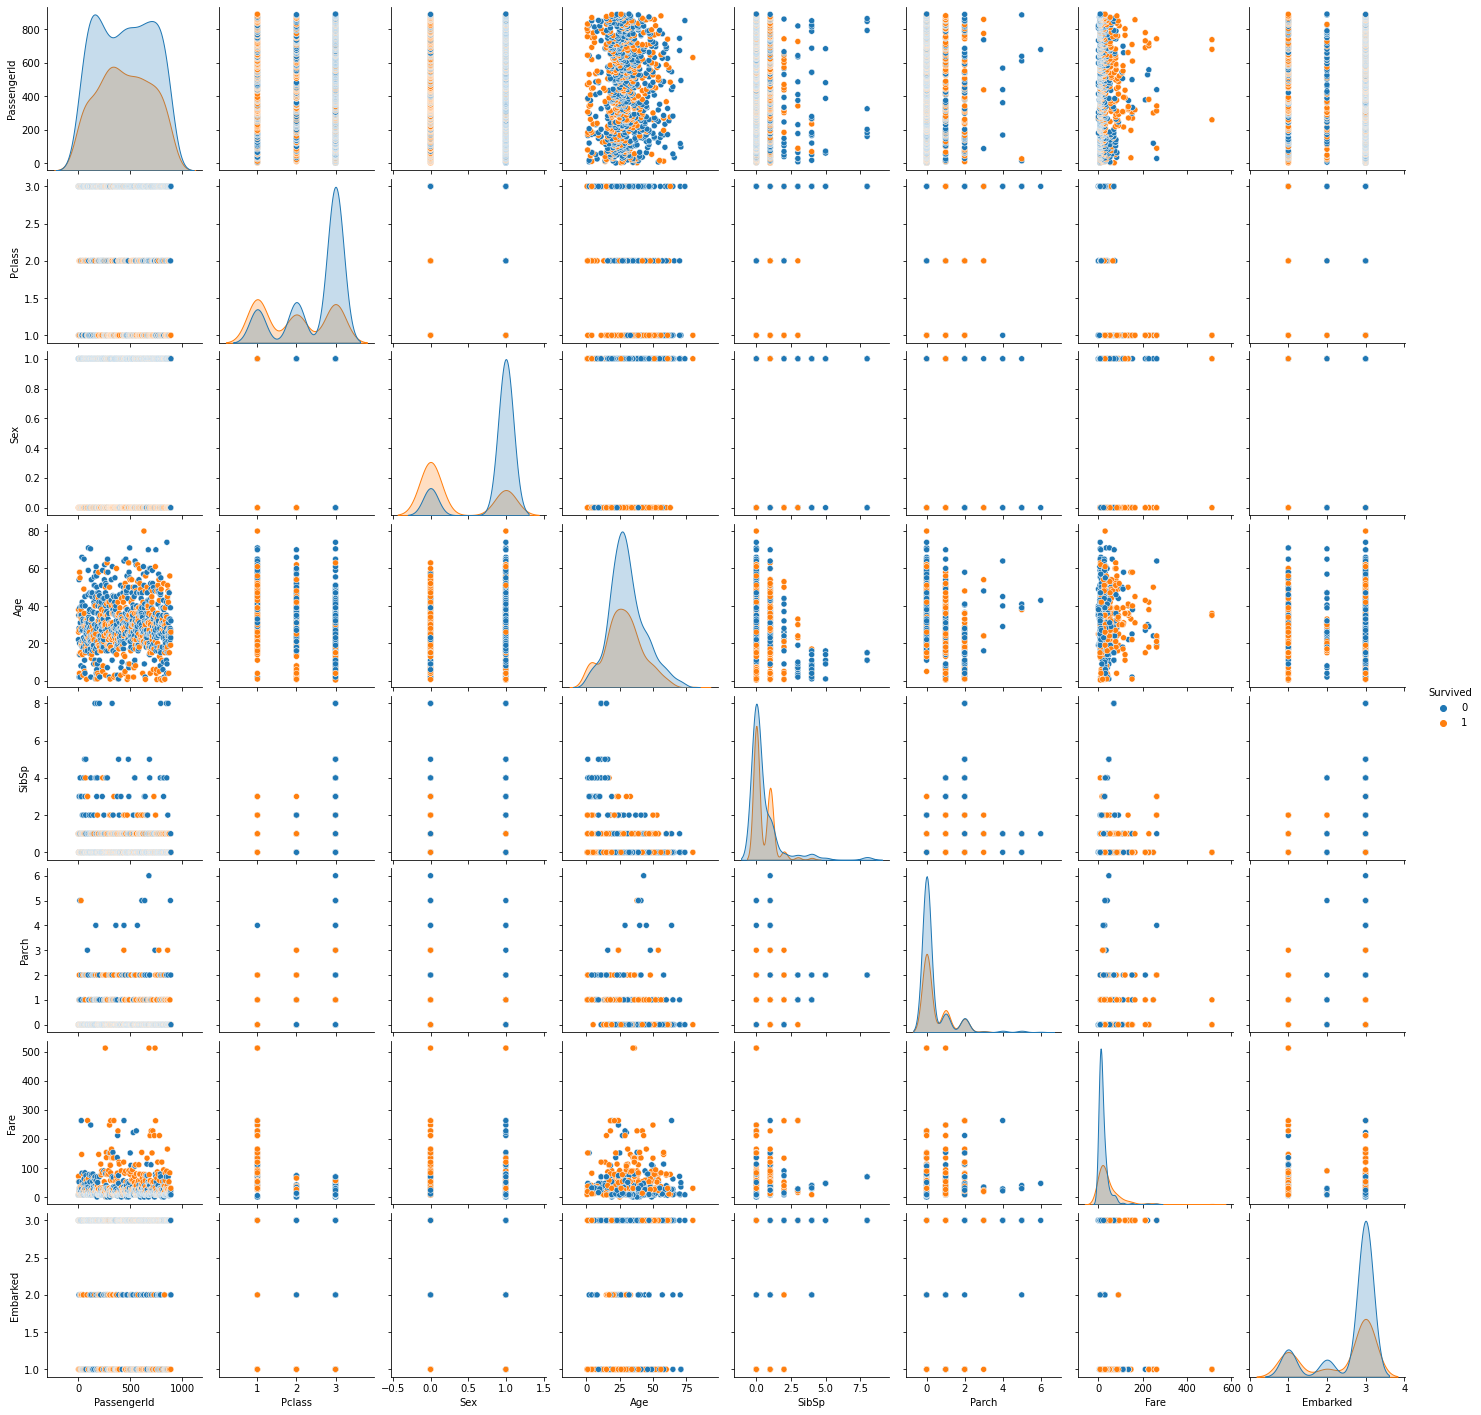 800
600
400
200
0
PassengerId
3.0
2.5
2.0
1.5
1.0
Pclass
1.0
0.8
0.6
0.4
0.2
0.0
Sex
80
60
40
20
0
Age
Survived
0
1
8
6
4
2
0
SibSp
6
5
4
3
2
1
0
Parch
500
400
300
200
100
0
Fare
3.0
2.5
2.0
1.5
1.0
Embarked
0 500 1000
1 2 3
−0.5 0.0 0.5 1.0 1.5
0 25 50 75
0.0 2.5 5.0 7.5
0 2 4 6
0 200 400 600
0 1 2 3 4
PassengerId Pclass Sex Age SibSp Parch Fare Embarked